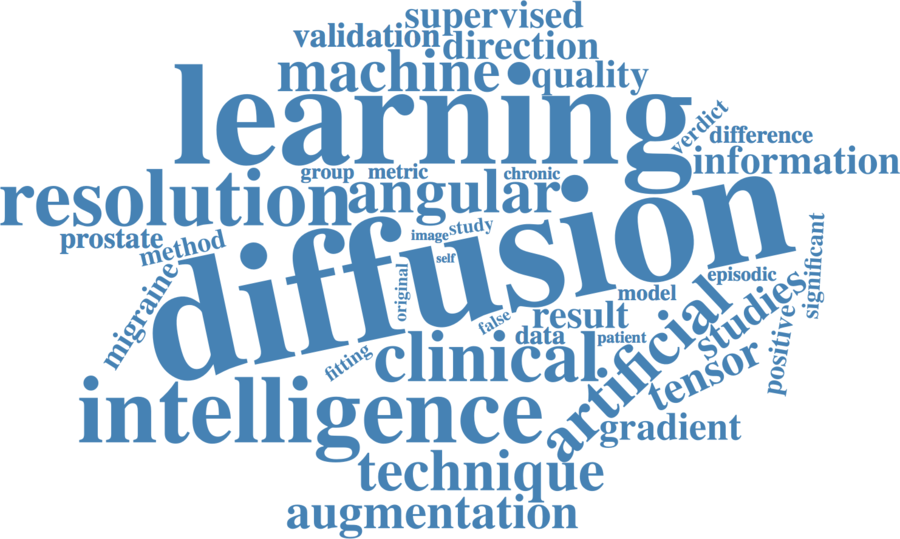 supervised
validation
direction
machine
quality
learning
verdict
difference
information
group
metric
chronic
resolution
angular
prostate
method
image
study
diffusion
self
significant
migraine
original
episodic
model
studies
false
result
data
patient
positive
fitting
clinical
artificial
tensor
intelligence
gradient
technique
augmentation